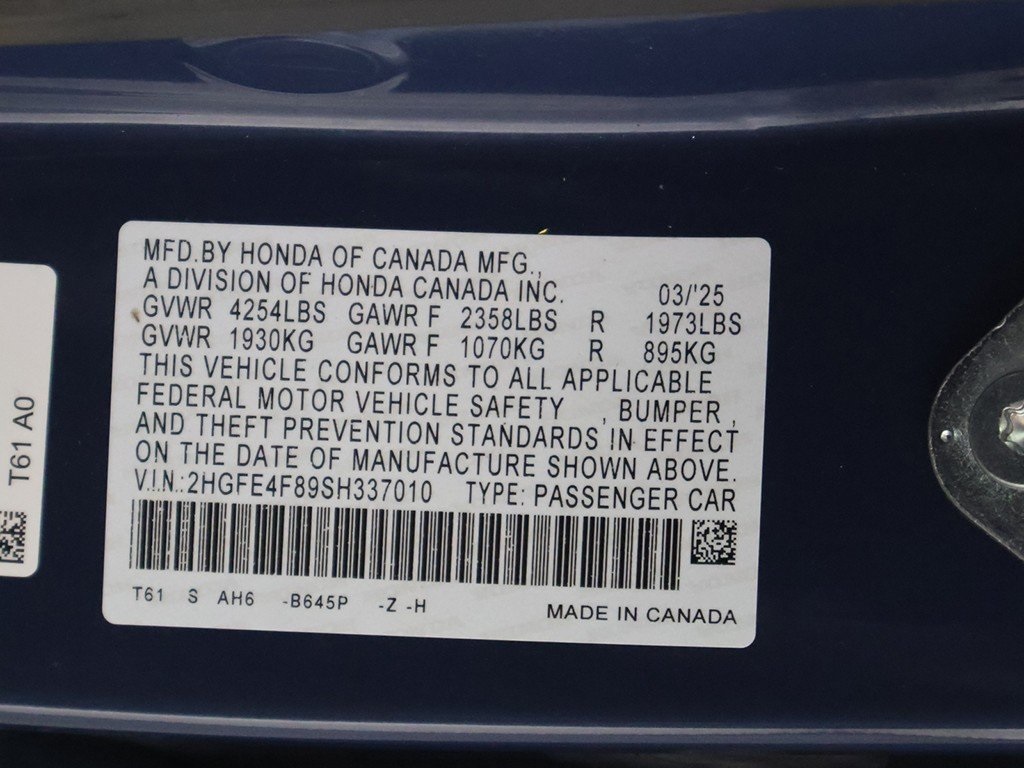 MFD.BY HONDA OF CANADA MFG.,
A DIVISION OF HONDA CANADA INC. 03/'25
GVWR 4254LBS GAWR F 2358LBS R 1973LBS
GVWR 1930KG GAWR F 1070KG R 895KG
THIS VEHICLE CONFORMS TO ALL APPLICABLE
FEDERAL MOTOR VEHICLE SAFETY , BUMPER ,
AND THEFT PREVENTION STANDARDS IN EFFECT
ON THE DATE OF MANUFACTURE SHOWN ABOVE.
V.I.N.:2HGFE4F89SH337010 TYPE: PASSENGER CAR
T61 S AH6 -B645P -Z -H
MADE IN CANADA
T61 A0